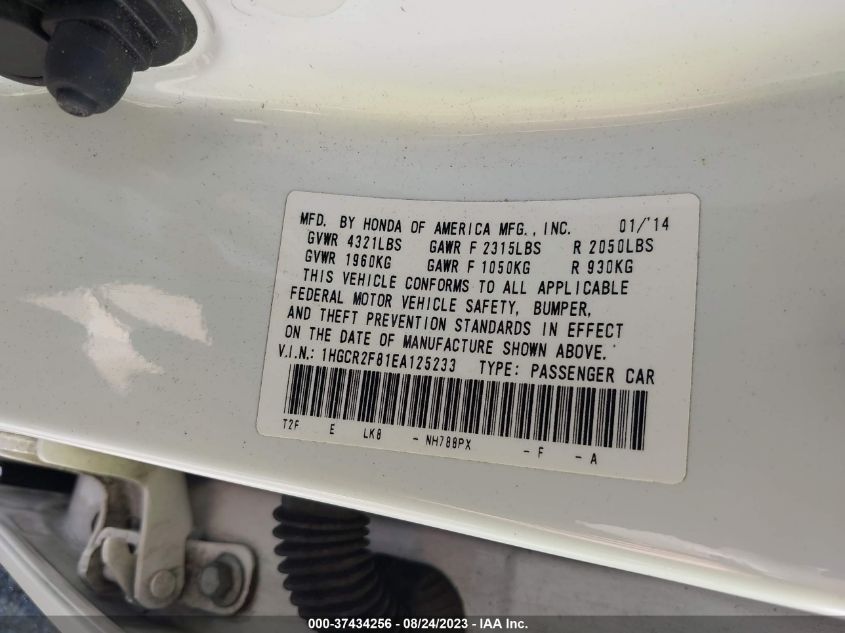 MFD. BY HONDA OF AMERICA MFG., INC. 01/'14
GVWR 4321LBS GAWR F 2315LBS R 2050LBS
GVWR 1960KG GAWR F 1050KG R 930KG
THIS VEHICLE CONFORMS TO ALL APPLICABLE
FEDERAL MOTOR VEHICLE SAFETY, BUMPER,
AND THEFT PREVENTION STANDARDS IN EFFECT
ON THE DATE OF MANUFACTURE SHOWN ABOVE.
V.I.N.: 1HGCR2F81EA125233 TYPE: PASSENGER CAR
T2F E LK8 - NH788PX - F - A
000-37434256 - 08/24/2023 - IAA Inc.